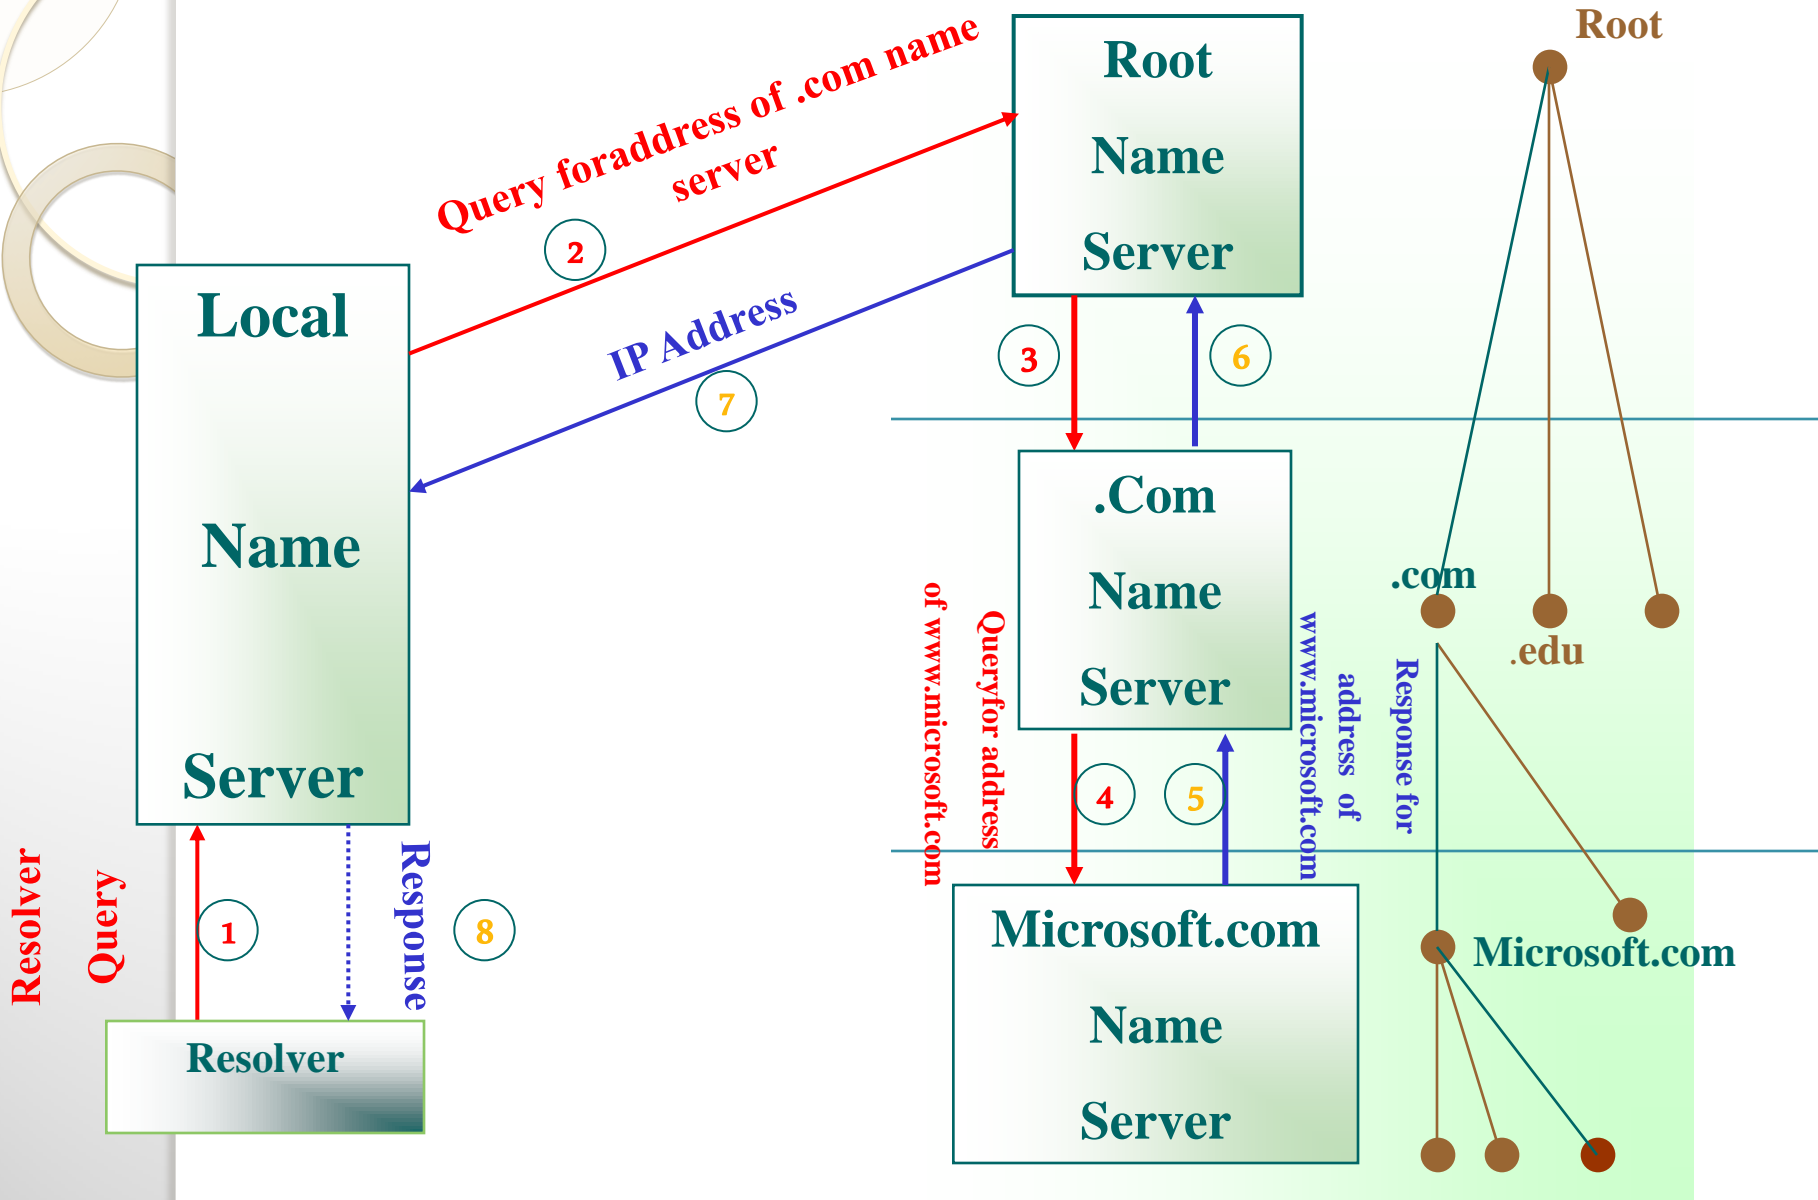 Query foraddress of .com name
server
2
IP Address
7
Local
Name
Server
Resolver
Query
1
Response
8
Resolver
Root
Name
Server
3
6
.Com
Name
Server
Queryfor address
of www.microsoft.com
4
5
Response for
address of
www.microsoft.com
Microsoft.com
Name
Server
Root
.com
.edu
Microsoft.com